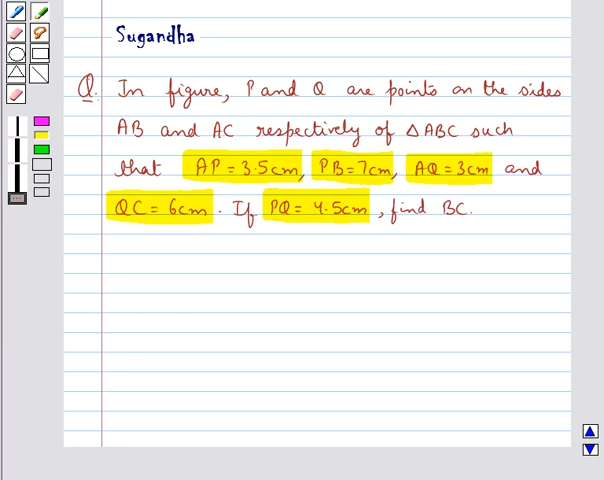 Sugandha
Q. In figure, P and Q are points on the sides
AB and AC respectively of △ABC such
that AP = 3.5cm, PB = 7cm, AQ = 3cm and
QC = 6cm. If PQ = 4.5cm, find BC.